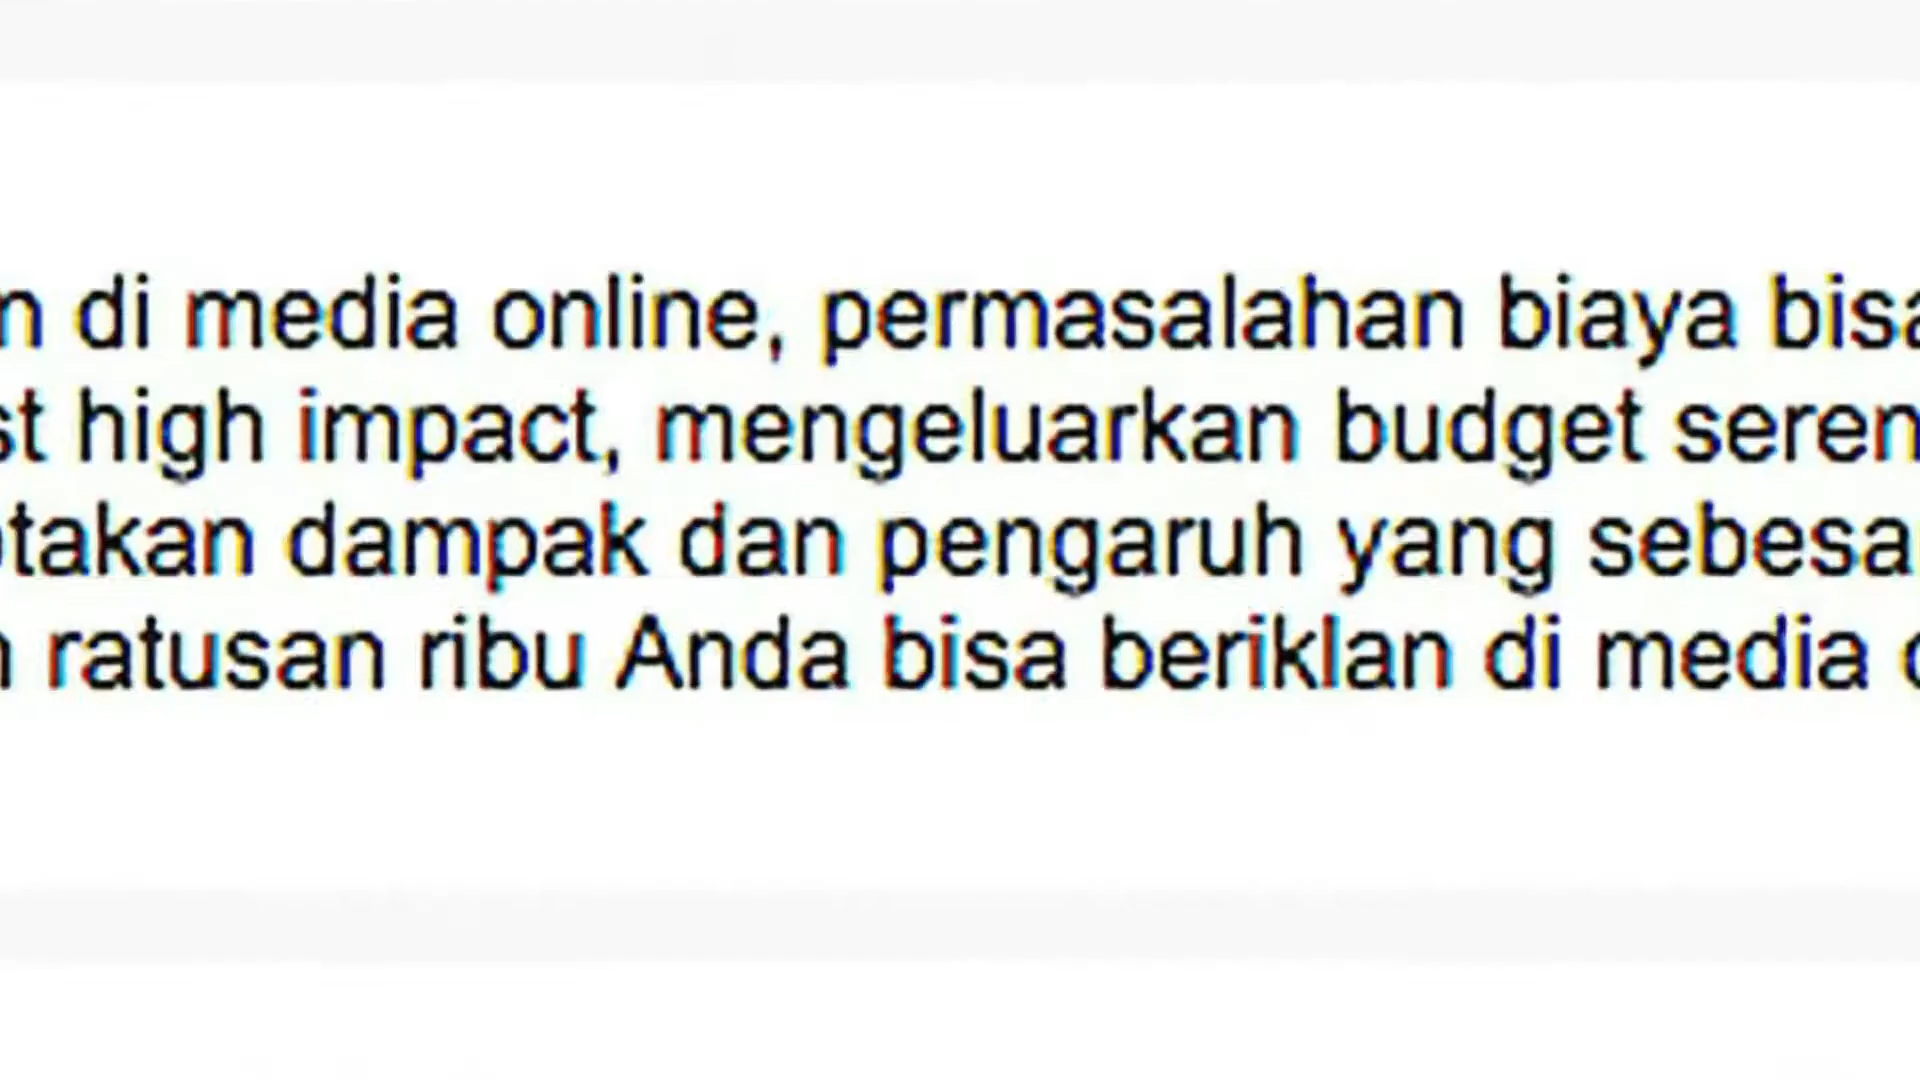 n di media online, permasalahan biaya bisa
st high impact, mengeluarkan budget seren
takan dampak dan pengaruh yang sebesa
ratusan ribu Anda bisa beriklan di media